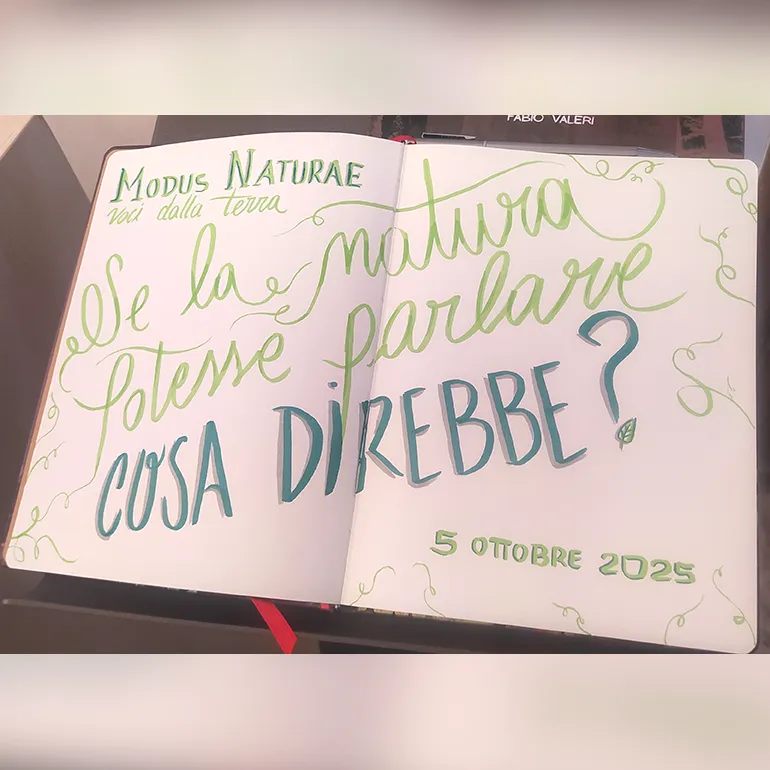 FABIO VALERI
MODUS NATURAE
voci dalla terra
Se la natura
potesse parlare
COSA DIREBBE?
5 OTTOBRE 2025